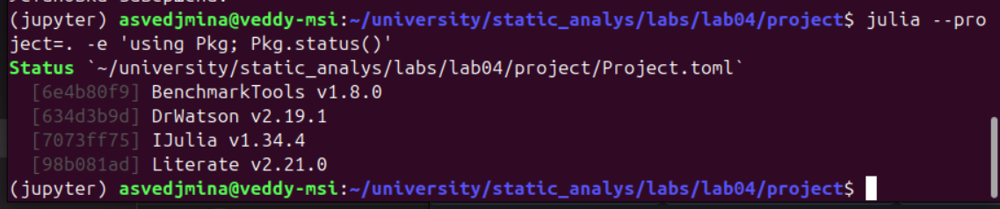 (jupyter) asvedjmina@veddy-msi:~/university/static_analys/labs/lab04/project$ julia --pro
ject=. -e 'using Pkg; Pkg.status()'
Status `~/university/static_analys/labs/lab04/project/Project.toml`
[6e4b80f9] BenchmarkTools v1.8.0
[634d3b9d] DrWatson v2.19.1
[7073ff75] IJulia v1.34.4
[98b081ad] Literate v2.21.0
(jupyter) asvedjmina@veddy-msi:~/university/static_analys/labs/lab04/project$